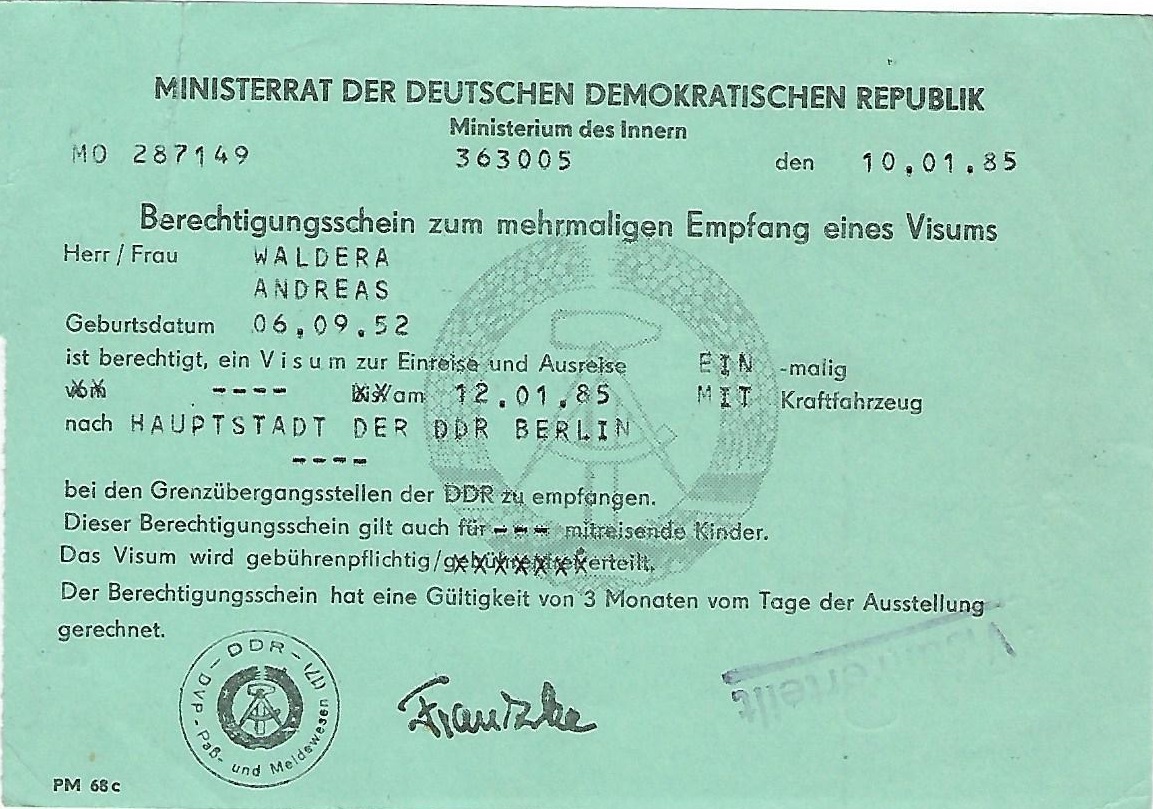 MINISTERRAT DER DEUTSCHEN DEMOKRATISCHEN REPUBLIK
Ministerium des Innern
MO 287149 363005 den 10.01.85
Berechtigungsschein zum mehrmaligen Empfang eines Visums
Herr / Frau WALDERA
ANDREAS
Geburtsdatum 06.09.52
ist berechtigt, ein Visum zur Einreise und Ausreise EIN -malig
vom ---- bis/am 12.01.85 MIT Kraftfahrzeug
nach HAUPTSTADT DER DDR BERLIN
----
bei den Grenzübergangsstellen der DDR zu empfangen.
Dieser Berechtigungsschein gilt auch für --- mitreisende Kinder.
Das Visum wird gebührenpflichtig/gebührenfrei erteilt.
Der Berechtigungsschein hat eine Gültigkeit von 3 Monaten vom Tage der Ausstellung
gerechnet.
DDR
DVP - Paß- und Meldewesen
Frantzke
erteilt
PM 68c